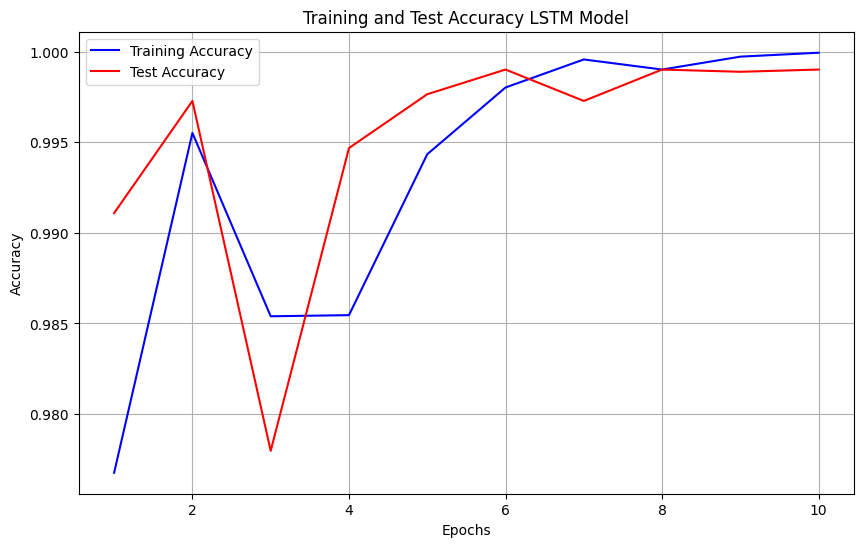 Training and Test Accuracy LSTM Model
Training Accuracy
Test Accuracy
1.000
0.995
0.990
0.985
0.980
Accuracy
2
4
6
8
10
Epochs